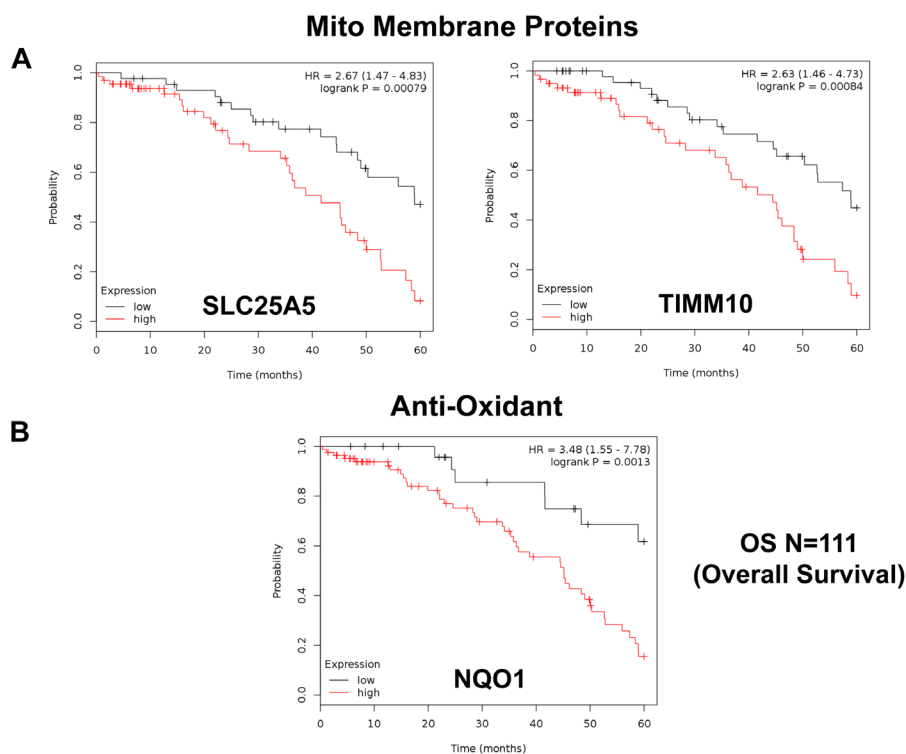 Mito Membrane Proteins
A
HR = 2.67 (1.47 - 4.83)
logrank P = 0.00079
Probability
1.0
0.8
0.6
0.4
0.2
0.0
Expression
low
high
SLC25A5
0 10 20 30 40 50 60
Time (months)
HR = 2.63 (1.46 - 4.73)
logrank P = 0.00084
Probability
1.0
0.8
0.6
0.4
0.2
0.0
Expression
low
high
TIMM10
0 10 20 30 40 50 60
Time (months)
Anti-Oxidant
B
HR = 3.48 (1.55 - 7.78)
logrank P = 0.0013
Probability
1.0
0.8
0.6
0.4
0.2
0.0
Expression
low
high
NQO1
0 10 20 30 40 50 60
Time (months)
OS N=111
(Overall Survival)